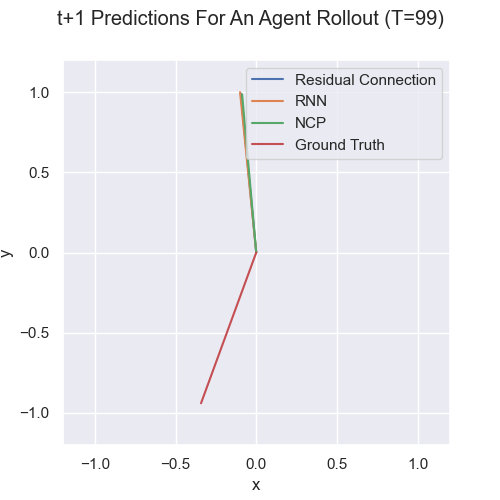 t+1 Predictions For An Agent Rollout (T=99)
Residual Connection
RNN
NCP
Ground Truth
1.0
0.5
0.0
−0.5
−1.0
y
−1.0 −0.5 0.0 0.5 1.0
x